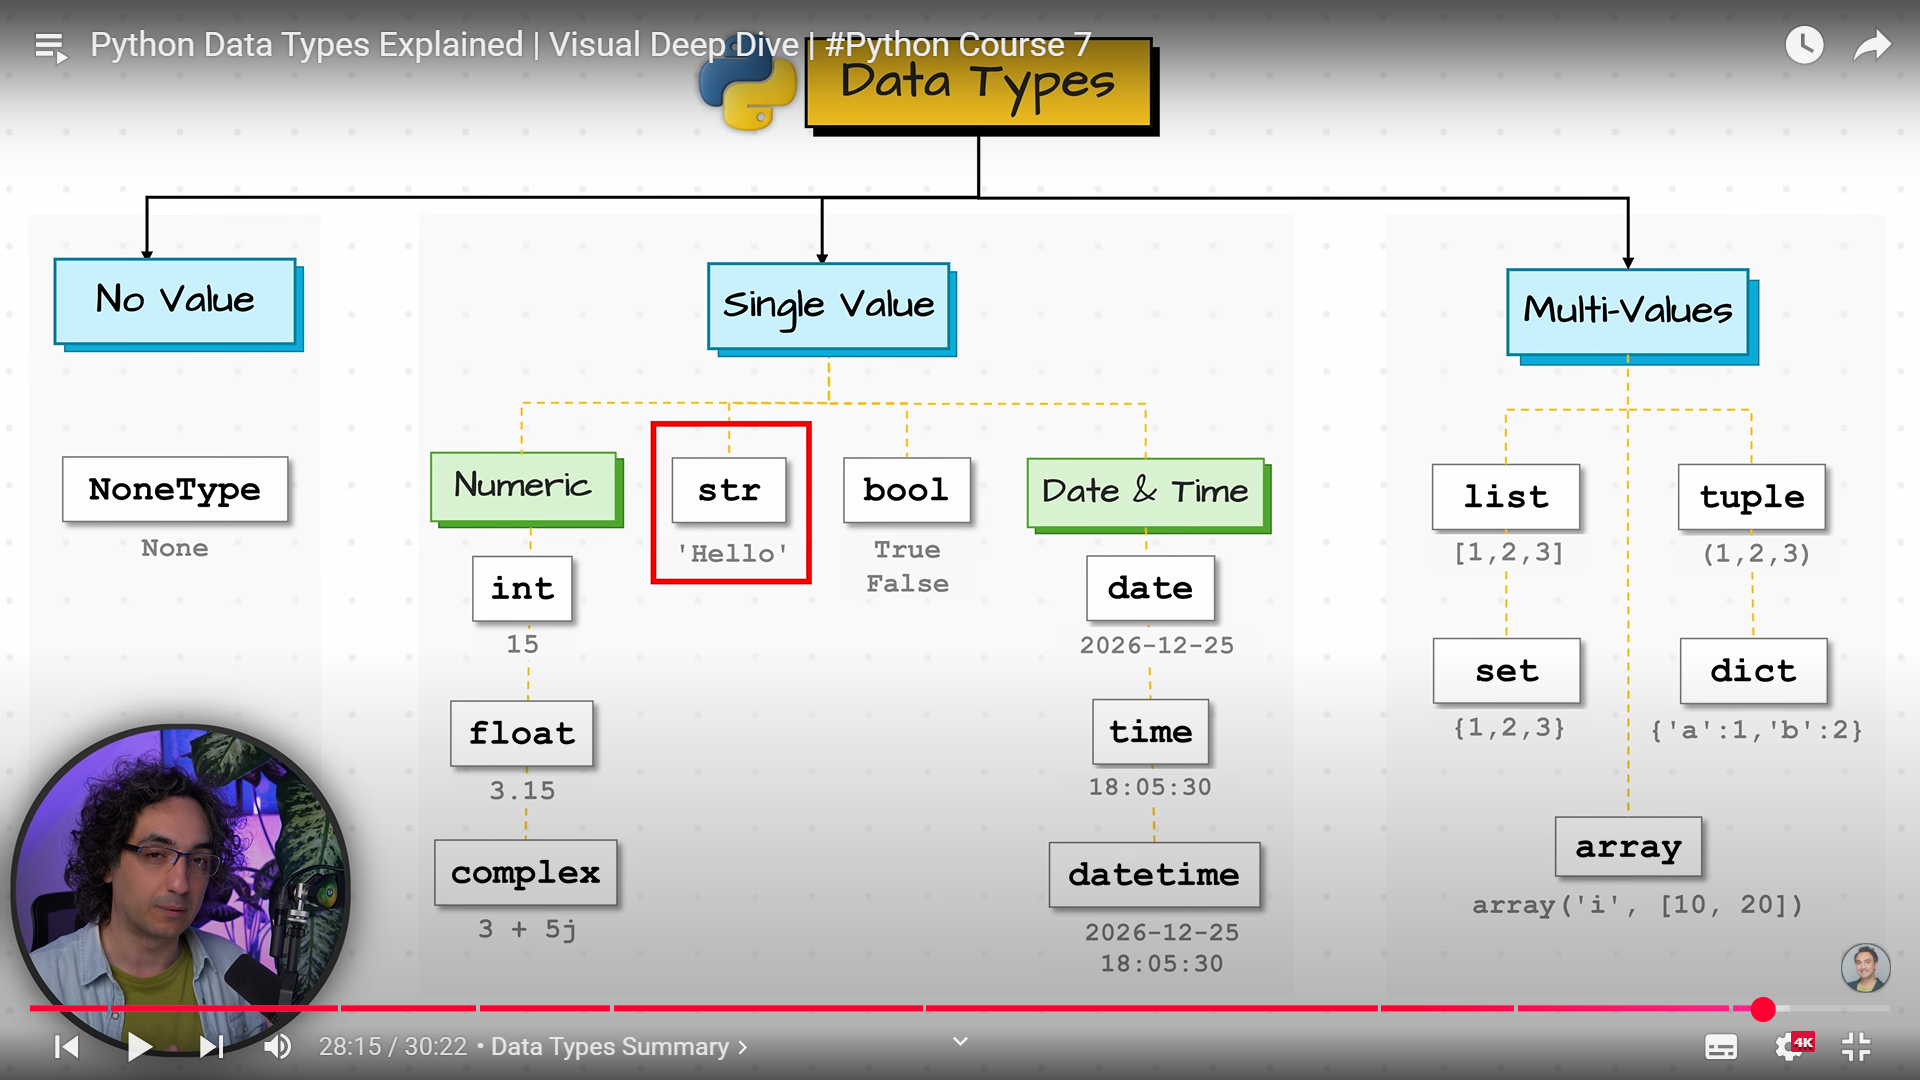 Python Data Types Explained | Visual Deep Dive | #Python Course 7
Data Types
No Value
Single Value
Multi-Values
NoneType
None
Numeric
str
'Hello'
bool
True
False
Date & Time
int
15
float
3.15
complex
3 + 5j
date
2026-12-25
time
18:05:30
datetime
2026-12-25
18:05:30
list
[1,2,3]
tuple
(1,2,3)
set
{1,2,3}
dict
{'a':1,'b':2}
array
array('i', [10, 20])
28:15 / 30:22 • Data Types Summary
4K